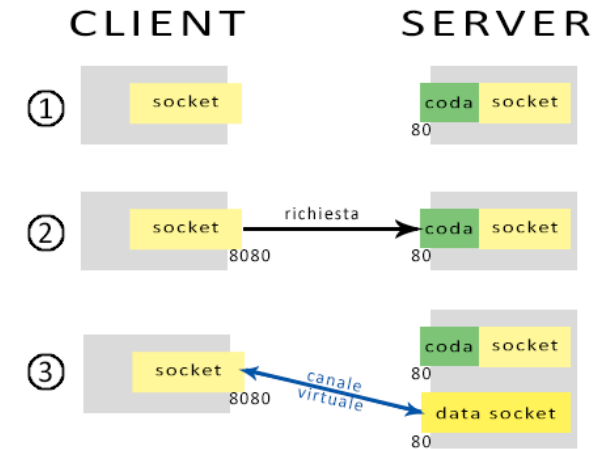 CLIENT SERVER
1 socket coda socket
80
2 socket richiesta coda socket
8080 80
3 socket coda socket
80
canale
virtuale
8080 data socket
80